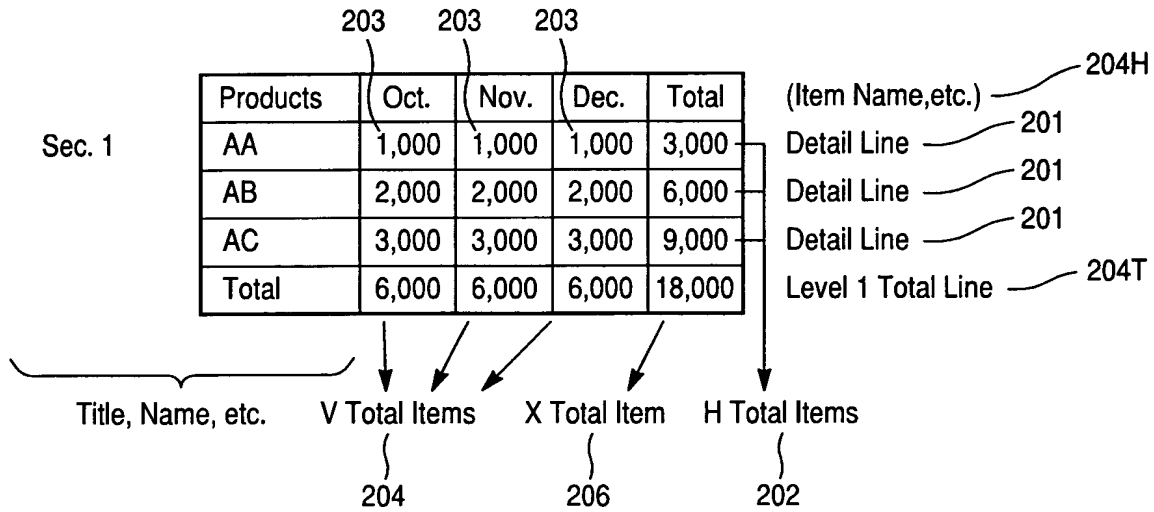 203 203 203
204H
Products Oct. Nov. Dec. Total (Item Name,etc.)
201
Sec. 1 AA 1,000 1,000 1,000 3,000 Detail Line
201
AB 2,000 2,000 2,000 6,000 Detail Line
201
AC 3,000 3,000 3,000 9,000 Detail Line
204T
Total 6,000 6,000 6,000 18,000 Level 1 Total Line
Title, Name, etc. V Total Items X Total Item H Total Items
204 206 202